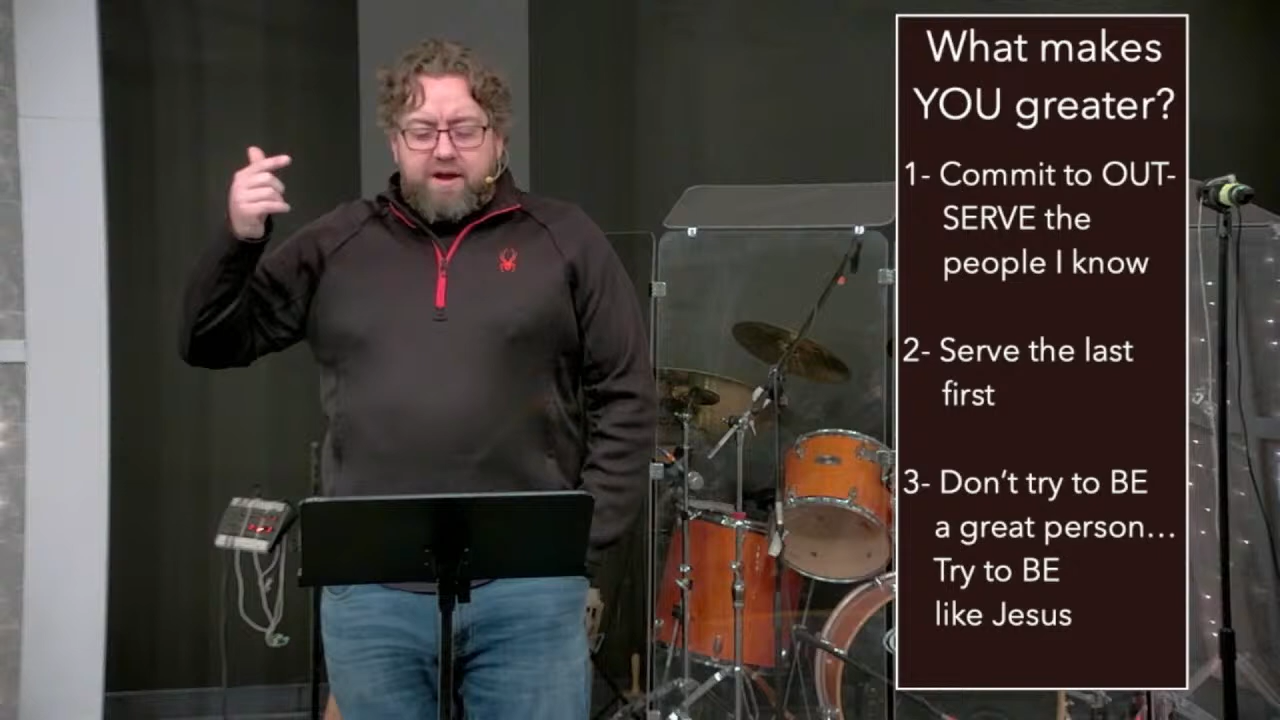 What makes
YOU greater?
1- Commit to OUT-
SERVE the
people I know
2- Serve the last
first
3- Don't try to BE
a great person...
Try to BE
like Jesus